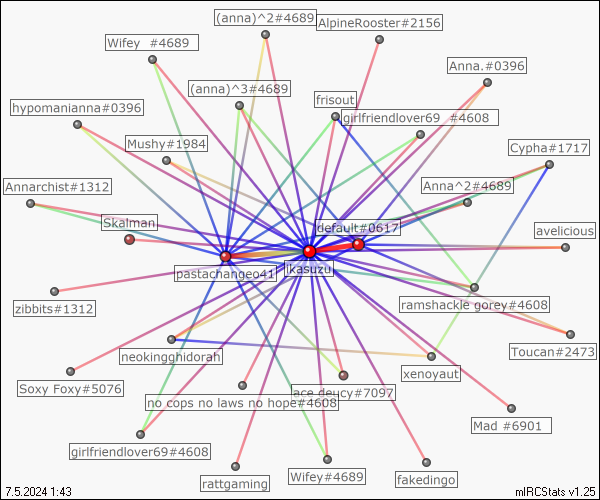 (anna)^2#4689
AlpineRooster#2156
Wifey #4689
Anna.#0396
(anna)^3#4689
frisout
hypomanianna#0396
girlfriendlover69 #4608
Mushy#1984
Cypha#1717
Annarchist#1312
Anna^2#4689
Skalman
default#0617
avelicious
pastachangeo41
ikasuzu
ramshackle gorey#4608
zibbits#1312
Toucan#2473
neokingghidorah
xenoyaut
Soxy Foxy#5076
ace deucy#7097
no cops no laws no hope#4608
Mad #6901
girlfriendlover69#4608
Wifey#4689
fakedingo
rattgaming
7.5.2024 1:43
mIRCStats v1.25